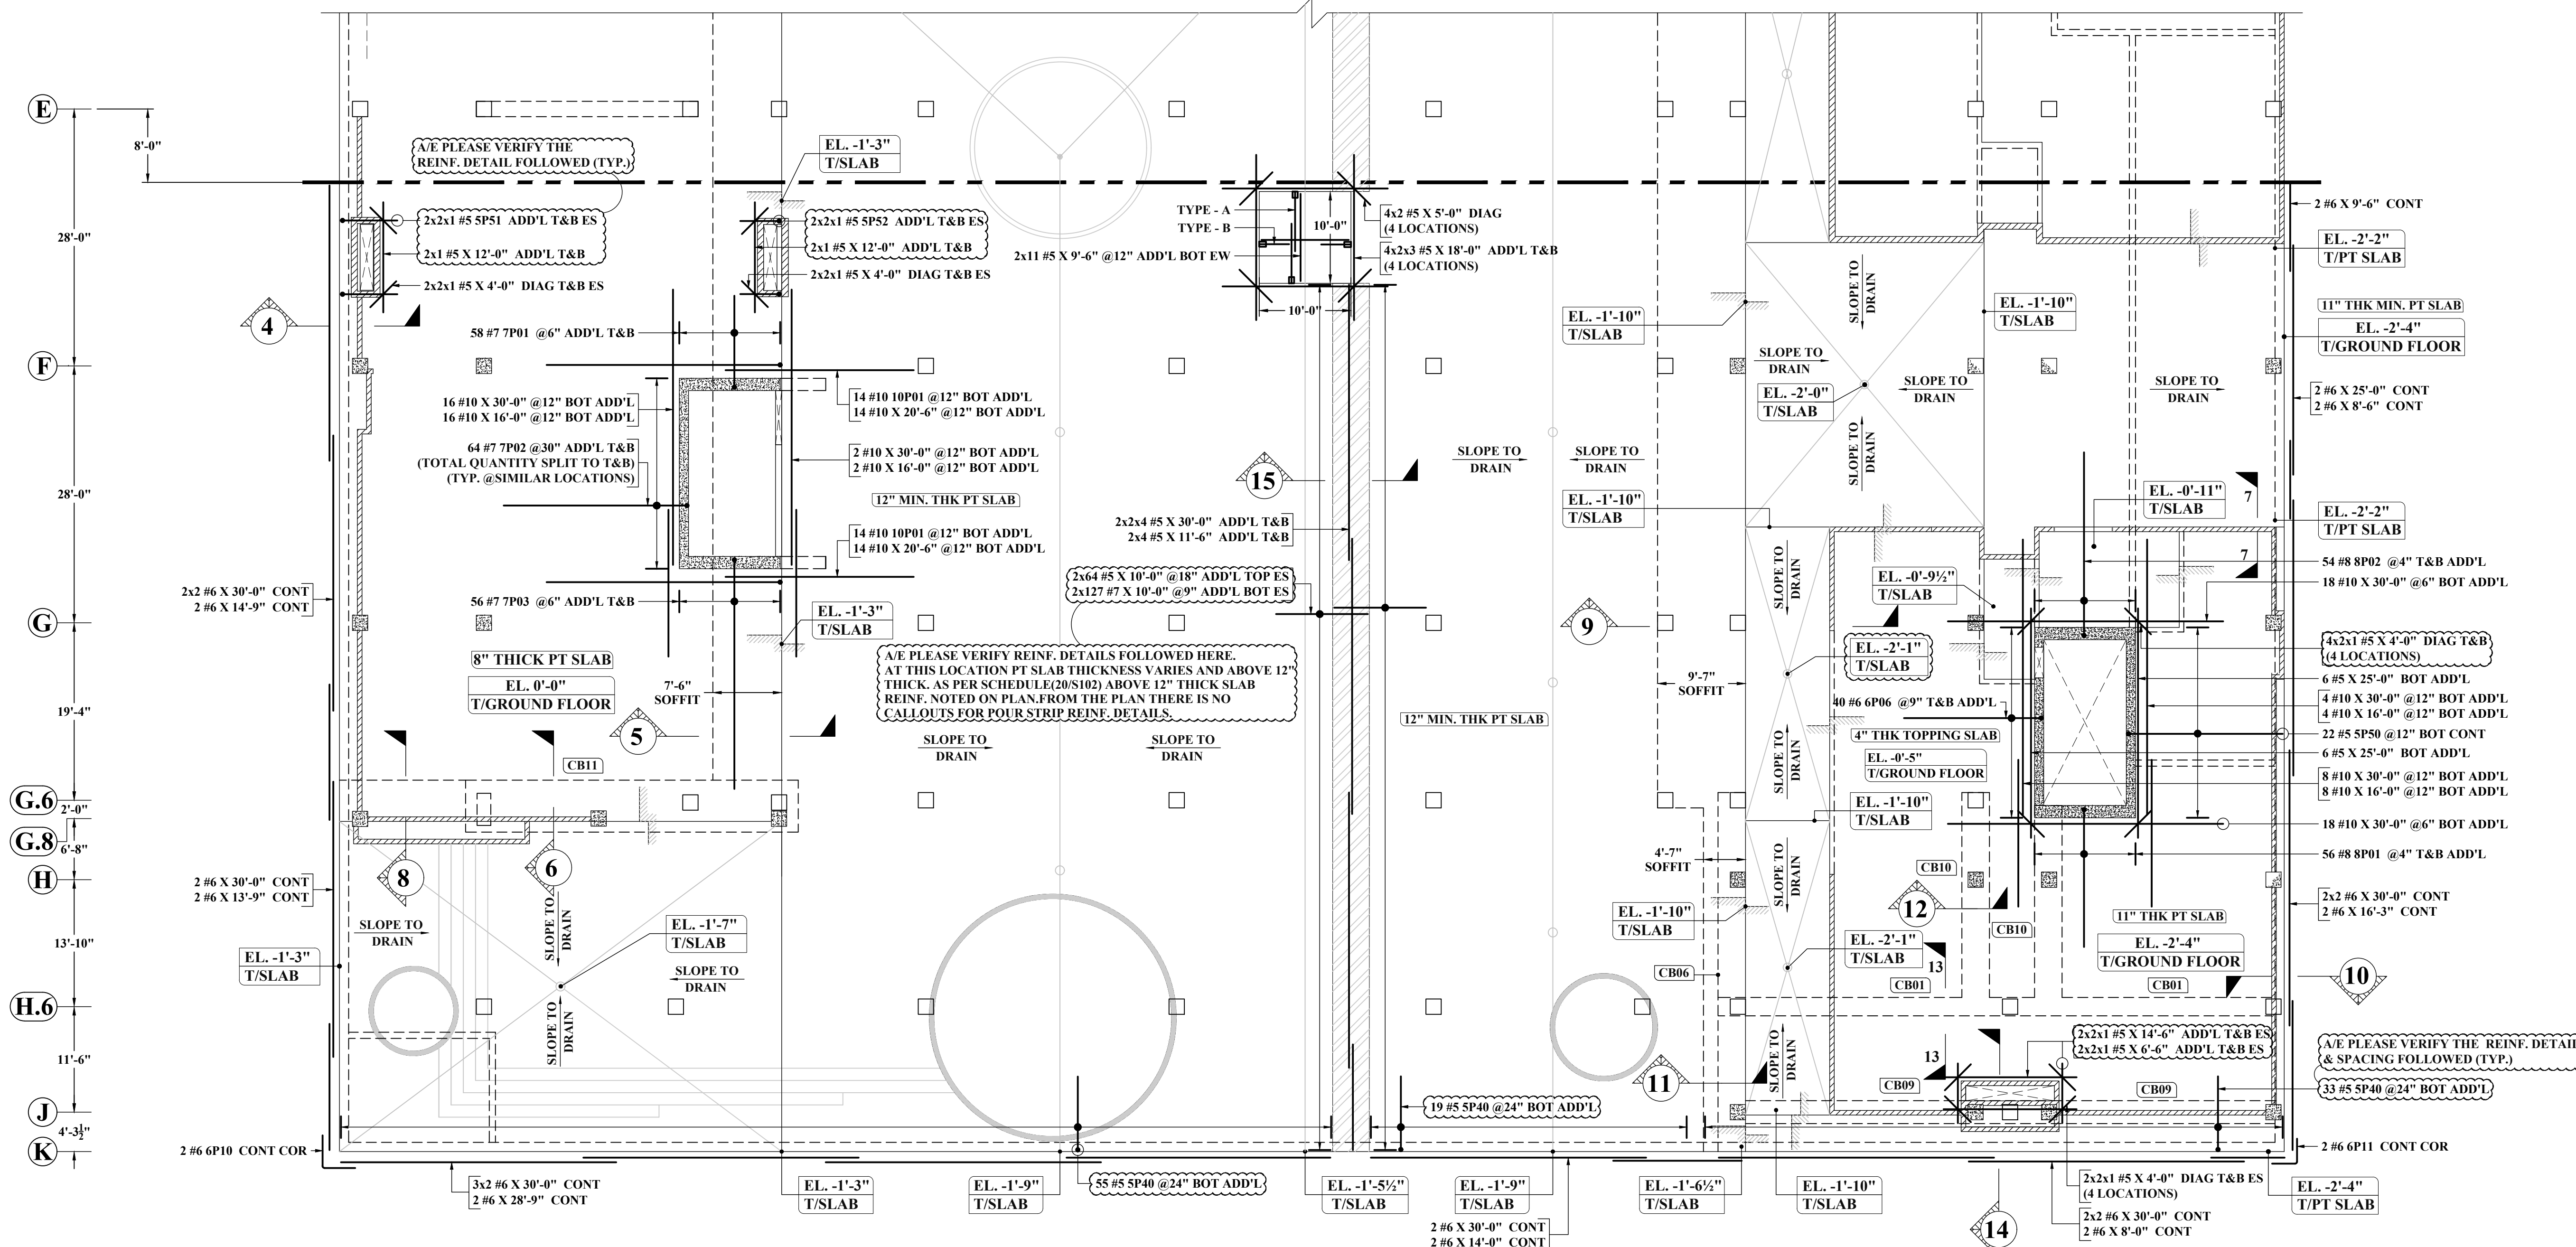 E
8'-0"
28'-0"
F
28'-0"
G
19'-4"
G.6
2'-0"
G.8
6'-8"
H
13'-10"
H.6
11'-6"
J
4'-3½"
K
A/E PLEASE VERIFY THE
REINF. DETAIL FOLLOWED (TYP.)
2x2x1 #5 5P51 ADD'L T&B ES
2x1 #5 X 12'-0" ADD'L T&B
2x2x1 #5 X 4'-0" DIAG T&B ES
4
EL. -1'-3"
T/SLAB
2x2x1 #5 5P52 ADD'L T&B ES
2x1 #5 X 12'-0" ADD'L T&B
2x2x1 #5 X 4'-0" DIAG T&B ES
58 #7 7P01 @6" ADD'L T&B
16 #10 X 30'-0" @12" BOT ADD'L
16 #10 X 16'-0" @12" BOT ADD'L
64 #7 7P02 @30" ADD'L T&B
(TOTAL QUANTITY SPLIT TO T&B)
(TYP. @SIMILAR LOCATIONS)
14 #10 10P01 @12" BOT ADD'L
14 #10 X 20'-6" @12" BOT ADD'L
2 #10 X 30'-0" @12" BOT ADD'L
2 #10 X 16'-0" @12" BOT ADD'L
12" MIN. THK PT SLAB
14 #10 10P01 @12" BOT ADD'L
14 #10 X 20'-6" @12" BOT ADD'L
56 #7 7P03 @6" ADD'L T&B
EL. -1'-3"
T/SLAB
2x2 #6 X 30'-0" CONT
2 #6 X 14'-9" CONT
8" THICK PT SLAB
EL. 0'-0"
T/GROUND FLOOR
7'-6"
SOFFIT
5
CB11
8
6
2 #6 X 30'-0" CONT
2 #6 X 13'-9" CONT
SLOPE TO
DRAIN
SLOPE TO
DRAIN
EL. -1'-7"
T/SLAB
SLOPE TO
DRAIN
SLOPE TO
DRAIN
EL. -1'-3"
T/SLAB
2 #6 6P10 CONT COR
3x2 #6 X 30'-0" CONT
2 #6 X 28'-9" CONT
EL. -1'-3"
T/SLAB
EL. -1'-9"
T/SLAB
55 #5 5P40 @24" BOT ADD'L
TYPE - A
TYPE - B
10'-0"
10'-0"
2x11 #5 X 9'-6" @12" ADD'L BOT EW
4x2 #5 X 5'-0" DIAG
(4 LOCATIONS)
4x2x3 #5 X 18'-0" ADD'L T&B
(4 LOCATIONS)
15
SLOPE TO
DRAIN
SLOPE TO
DRAIN
2x2x4 #5 X 30'-0" ADD'L T&B
2x4 #5 X 11'-6" ADD'L T&B
2x64 #5 X 10'-0" @18" ADD'L TOP ES
2x127 #7 X 10'-0" @9" ADD'L BOT ES
A/E PLEASE VERIFY REINF. DETAILS FOLLOWED HERE.
AT THIS LOCATION PT SLAB THICKNESS VARIES AND ABOVE 12"
THICK. AS PER SCHEDULE(20/S102) ABOVE 12" THICK SLAB
REINF. NOTED ON PLAN.FROM THE PLAN THERE IS NO
CALLOUTS FOR POUR STRIP REINF. DETAILS.
SLOPE TO
DRAIN
SLOPE TO
DRAIN
12" MIN. THK PT SLAB
9
9'-7"
SOFFIT
4'-7"
SOFFIT
EL. -1'-10"
T/SLAB
EL. -1'-10"
T/SLAB
SLOPE TO
DRAIN
SLOPE TO
DRAIN
EL. -2'-0"
T/SLAB
SLOPE TO
DRAIN
SLOPE TO
DRAIN
EL. -1'-10"
T/SLAB
SLOPE TO
DRAIN
EL. -0'-11"
T/SLAB
7
7
SLOPE TO
DRAIN
EL. -0'-9½"
T/SLAB
EL. -2'-1"
T/SLAB
40 #6 6P06 @9" T&B ADD'L
4" THK TOPPING SLAB
EL. -0'-5"
T/GROUND FLOOR
SLOPE TO
DRAIN
EL. -1'-10"
T/SLAB
SLOPE TO
DRAIN
CB10
12
CB10
11" THK PT SLAB
EL. -1'-10"
T/SLAB
EL. -2'-1"
T/SLAB
13
EL. -2'-4"
T/GROUND FLOOR
CB06
CB01
CB01
10
SLOPE TO
DRAIN
11
13
CB09
CB09
2x2x1 #5 X 14'-6" ADD'L T&B ES
2x2x1 #5 X 6'-6" ADD'L T&B ES
19 #5 5P40 @24" BOT ADD'L
EL. -1'-5½"
T/SLAB
EL. -1'-9"
T/SLAB
2 #6 X 30'-0" CONT
2 #6 X 14'-0" CONT
EL. -1'-6½"
T/SLAB
EL. -1'-10"
T/SLAB
14
2x2x1 #5 X 4'-0" DIAG T&B ES
(4 LOCATIONS)
2x2 #6 X 30'-0" CONT
2 #6 X 8'-0" CONT
EL. -2'-4"
T/PT SLAB
2 #6 X 9'-6" CONT
EL. -2'-2"
T/PT SLAB
11" THK MIN. PT SLAB
EL. -2'-4"
T/GROUND FLOOR
2 #6 X 25'-0" CONT
2 #6 X 8'-6" CONT
EL. -2'-2"
T/PT SLAB
54 #8 8P02 @4" T&B ADD'L
18 #10 X 30'-0" @6" BOT ADD'L
4x2x1 #5 X 4'-0" DIAG T&B
(4 LOCATIONS)
6 #5 X 25'-0" BOT ADD'L
4 #10 X 30'-0" @12" BOT ADD'L
4 #10 X 16'-0" @12" BOT ADD'L
22 #5 5P50 @12" BOT CONT
6 #5 X 25'-0" BOT ADD'L
8 #10 X 30'-0" @12" BOT ADD'L
8 #10 X 16'-0" @12" BOT ADD'L
18 #10 X 30'-0" @6" BOT ADD'L
56 #8 8P01 @4" T&B ADD'L
2x2 #6 X 30'-0" CONT
2 #6 X 16'-3" CONT
A/E PLEASE VERIFY THE REINF. DETAIL
& SPACING FOLLOWED (TYP.)
33 #5 5P40 @24" BOT ADD'L
2 #6 6P11 CONT COR